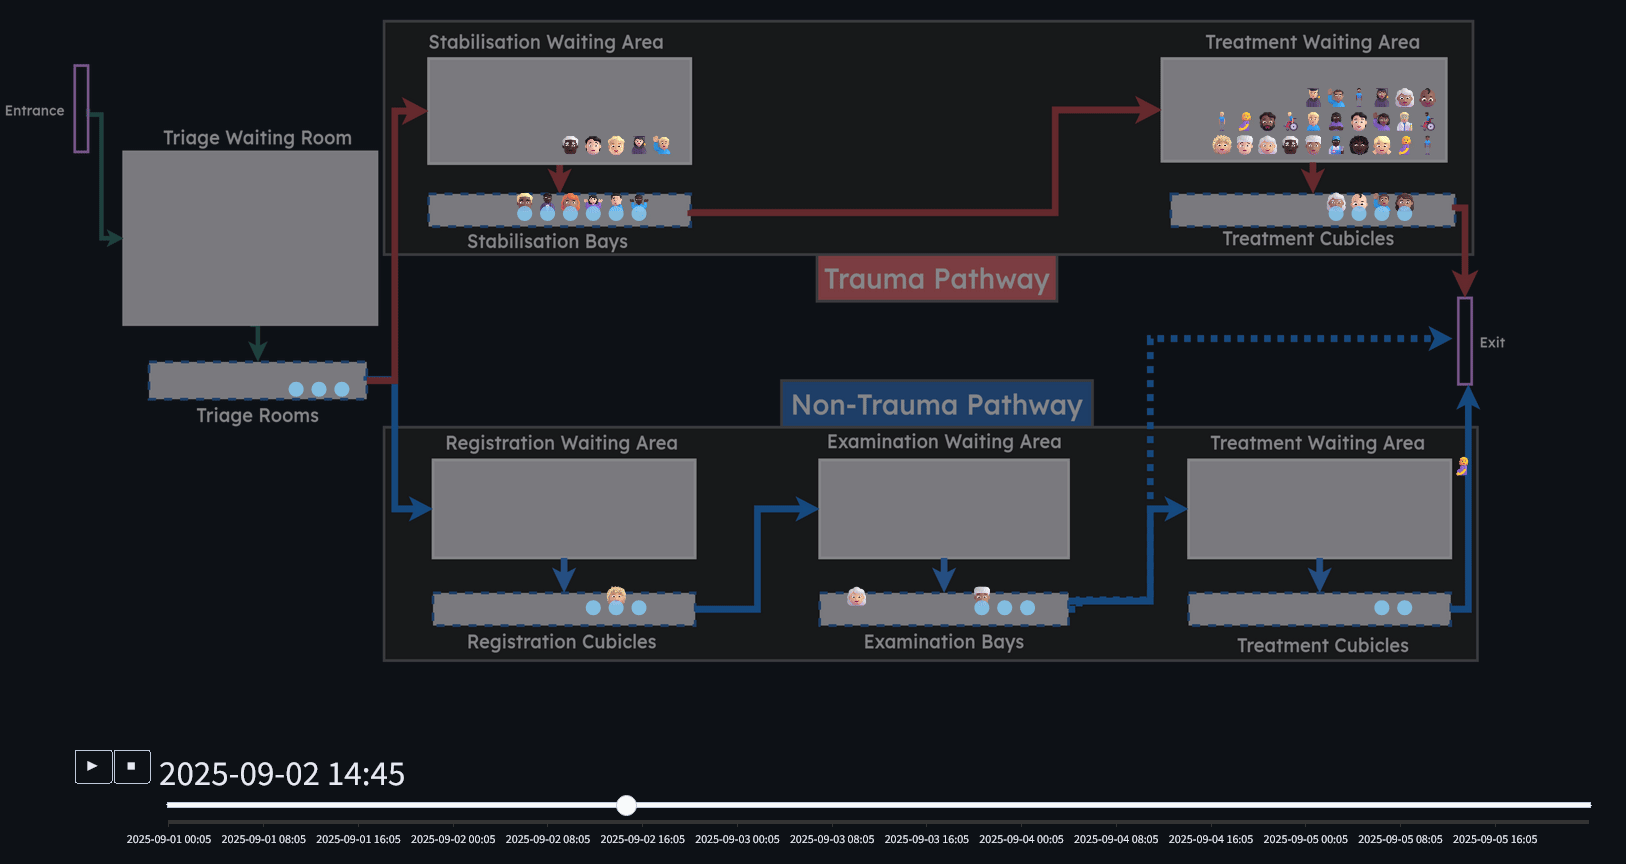 Stabilisation Waiting Area
Treatment Waiting Area
Entrance
Triage Waiting Room
Stabilisation Bays
Treatment Cubicles
Trauma Pathway
Exit
Triage Rooms
Non-Trauma Pathway
Registration Waiting Area
Examination Waiting Area
Treatment Waiting Area
Registration Cubicles
Examination Bays
Treatment Cubicles
2025-09-02 14:45
2025-09-01 00:05 2025-09-01 08:05 2025-09-01 16:05 2025-09-02 00:05 2025-09-02 08:05 2025-09-02 16:05 2025-09-03 00:05 2025-09-03 08:05 2025-09-03 16:05 2025-09-04 00:05 2025-09-04 08:05 2025-09-04 16:05 2025-09-05 00:05 2025-09-05 08:05 2025-09-05 16:05